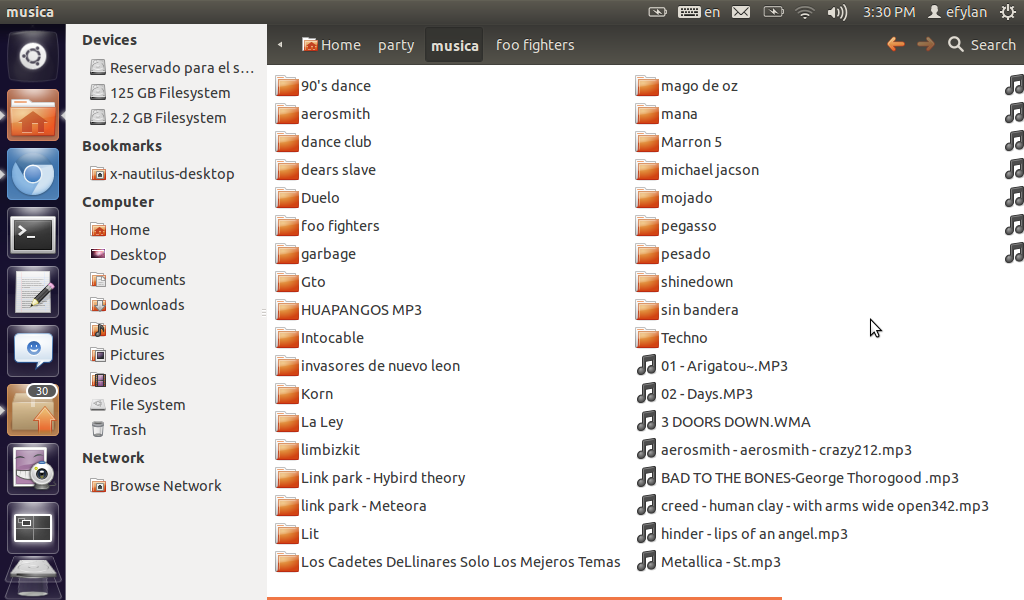 musica
en
3:30 PM
efylan
Devices
Reservado para el s...
125 GB Filesystem
2.2 GB Filesystem
Bookmarks
x-nautilus-desktop
Computer
Home
Desktop
Documents
Downloads
Music
Pictures
Videos
File System
Trash
Network
Browse Network
30
Home
party
musica
foo fighters
Search
90's dance
aerosmith
dance club
dears slave
Duelo
foo fighters
garbage
Gto
HUAPANGOS MP3
Intocable
invasores de nuevo leon
Korn
La Ley
limbizkit
Link park - Hybird theory
link park - Meteora
Lit
Los Cadetes DeLlinares Solo Los Mejeros Temas
mago de oz
mana
Marron 5
michael jacson
mojado
pegasso
pesado
shinedown
sin bandera
Techno
01 - Arigatou~.MP3
02 - Days.MP3
3 DOORS DOWN.WMA
aerosmith - aerosmith - crazy212.mp3
BAD TO THE BONES-George Thorogood .mp3
creed - human clay - with arms wide open342.mp3
hinder - lips of an angel.mp3
Metallica - St.mp3